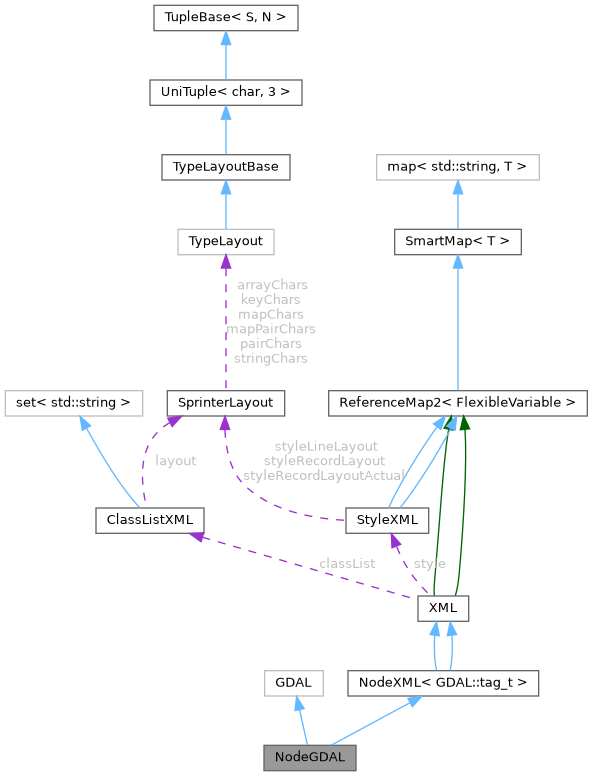 TupleBase< S, N >
UniTuple< char, 3 >
TypeLayoutBase
map< std::string, T >
TypeLayout
SmartMap< T >
arrayChars
keyChars
mapChars
mapPairChars
pairChars
stringChars
set< std::string >
SprinterLayout
ReferenceMap2< FlexibleVariable >
layout
styleLineLayout
styleRecordLayout
styleRecordLayoutActual
ClassListXML
StyleXML
classList
style
XML
GDAL
NodeXML< GDAL::tag_t >
NodeGDAL